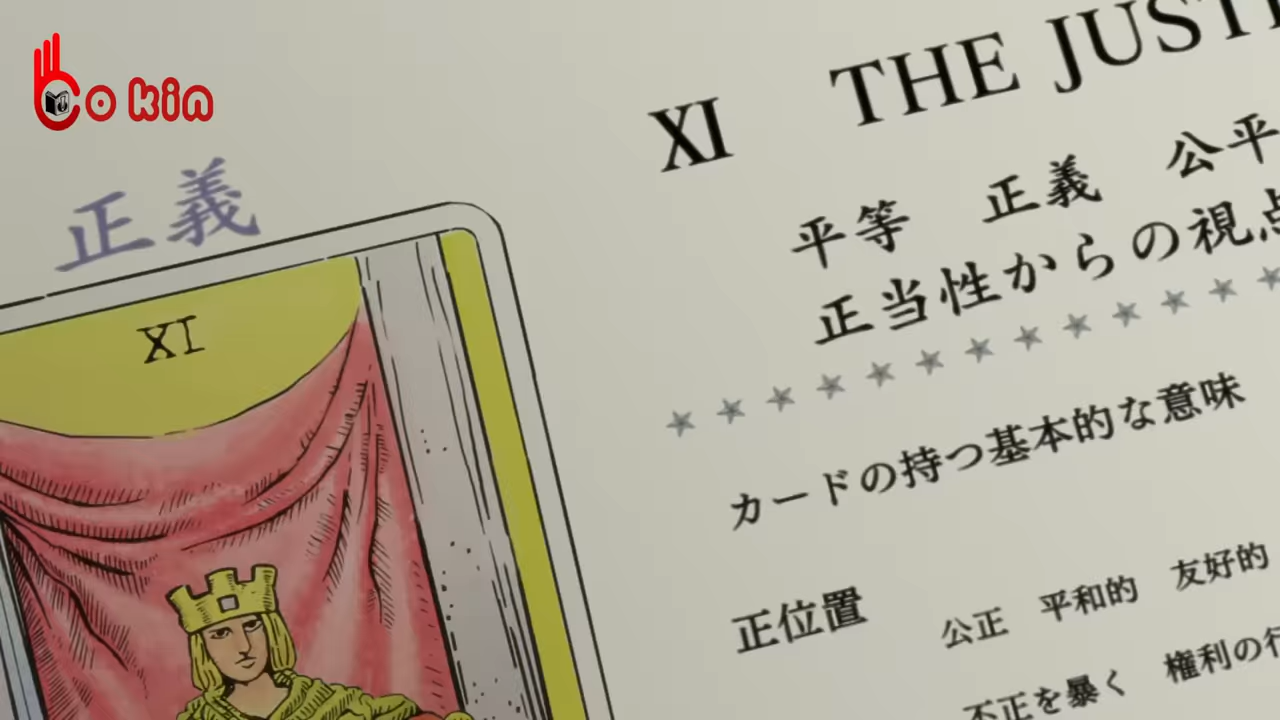 bo kin
正義
XI
XI THE JUST
平等 正義 公平
正当性からの視点
★★★★★★★★★★★★★
カードの持つ基本的な意味
正位置 公正 平和的 友好的
不正を暴く 権利の行